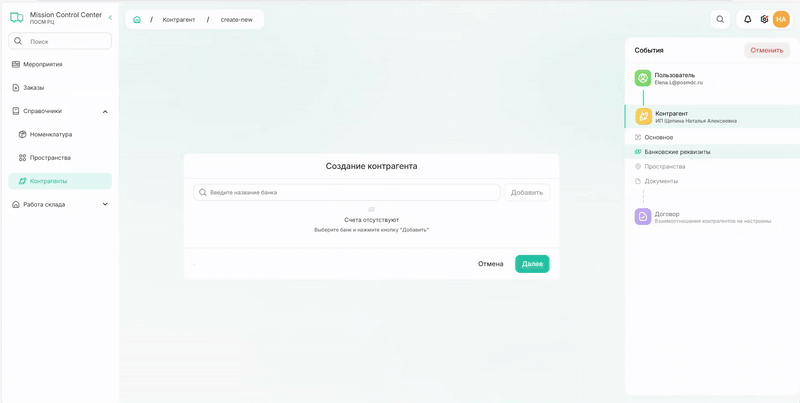 Mission Control Center
ПОСМ РЦ
Поиск
Мероприятия
Заказы
Справочники
Номенклатура
Пространства
Контрагенты
Работа склада
/ Контрагент / create-new
НА
Создание контрагента
Введите название банка
Добавить
Счета отсутствуют
Выберите банк и нажмите кнопку "Добавить"
Отмена
Далее
События
Отменить
Пользователь
Elena.L@posmdc.ru
Контрагент
ИП Щепина Наталья Алексеевна
Основное
Банковские реквизиты
Пространства
Документы
Договор
Взаимоотношения контрагентов не настроены